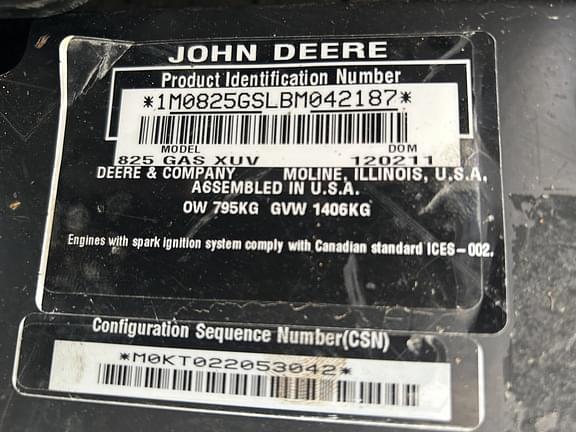 JOHN DEERE
Product Identification Number
*1M0825GSLBM042187*
MODEL DOM
825 GAS XUV 120211
DEERE & COMPANY MOLINE, ILLINOIS, U.S.A.
ASSEMBLED IN U.S.A.
OW 795KG GVW 1406KG
Engines with spark ignition system comply with Canadian standard ICES-002.
Configuration Sequence Number(CSN)
*M0KT022053042*